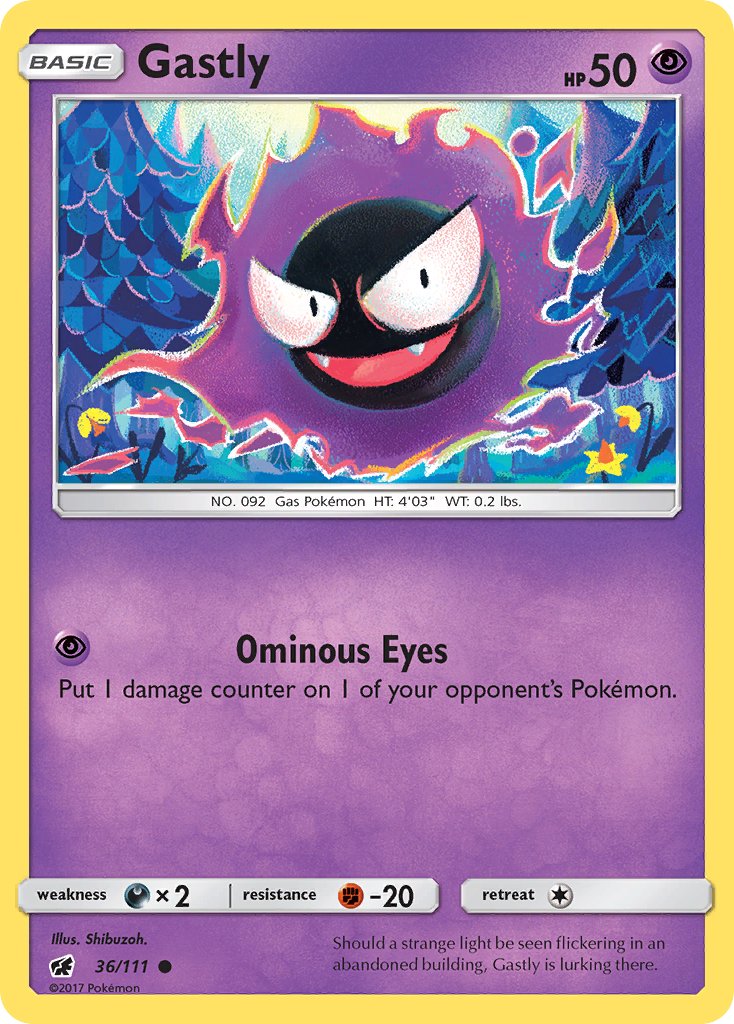 BASIC Gastly HP 50
NO. 092 Gas Pokémon HT: 4'03" WT: 0.2 lbs.
Ominous Eyes
Put 1 damage counter on 1 of your opponent's Pokémon.
weakness ×2 resistance -20 retreat
Illus. Shibuzoh.
36/111
©2017 Pokémon
Should a strange light be seen flickering in an
abandoned building, Gastly is lurking there.